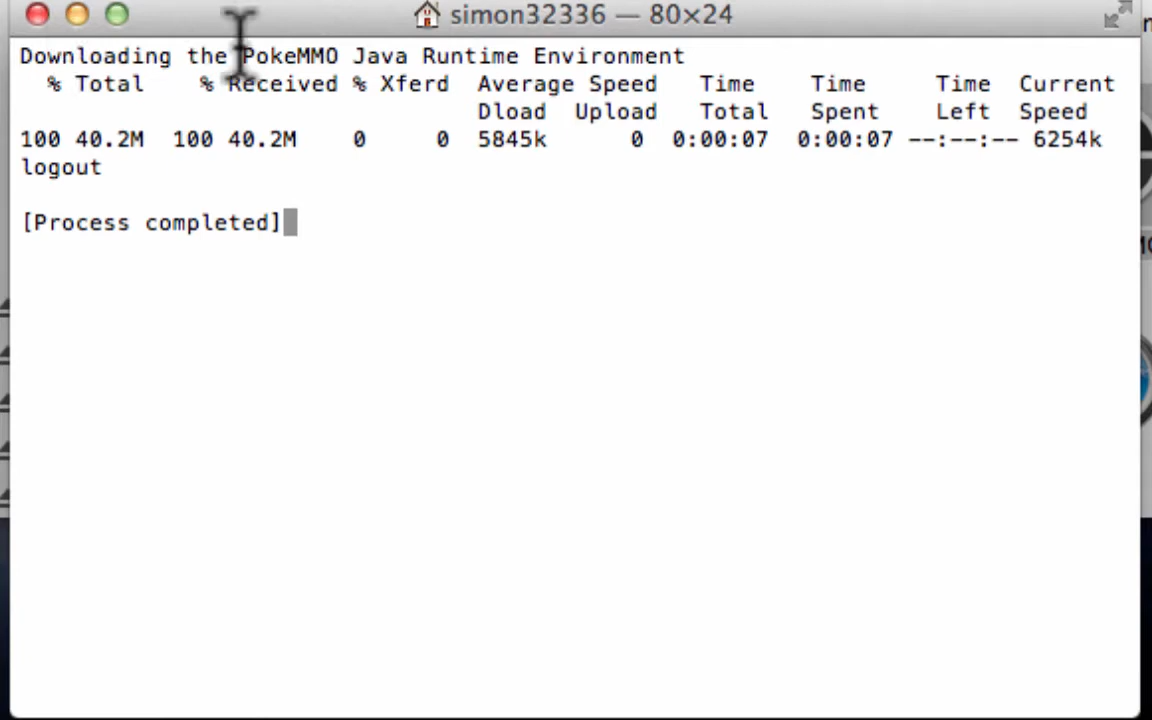 simon32336 — 80×24
Downloading the PokeMMO Java Runtime Environment
% Total % Received % Xferd Average Speed Time Time Time Current
Dload Upload Total Spent Left Speed
100 40.2M 100 40.2M 0 0 5845k 0 0:00:07 0:00:07 --:--:-- 6254k
logout
[Process completed]